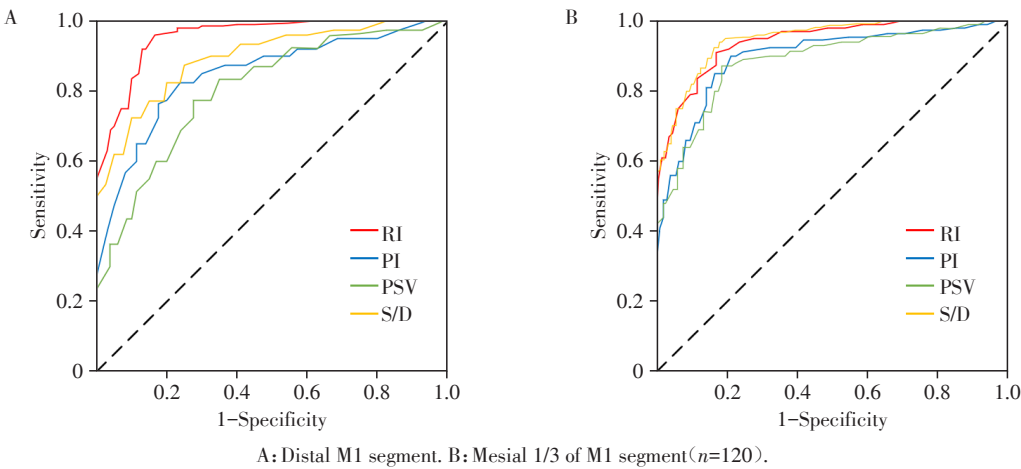 A
1.0
0.8
0.6
0.4
0.2
0
Sensitivity
RI
PI
PSV
S/D
0.2 0.4 0.6 0.8 1.0
1−Specificity
B
1.0
0.8
0.6
0.4
0.2
0
Sensitivity
RI
PI
PSV
S/D
0.2 0.4 0.6 0.8 1.0
1−Specificity
A: Distal M1 segment. B: Mesial 1/3 of M1 segment(n=120).